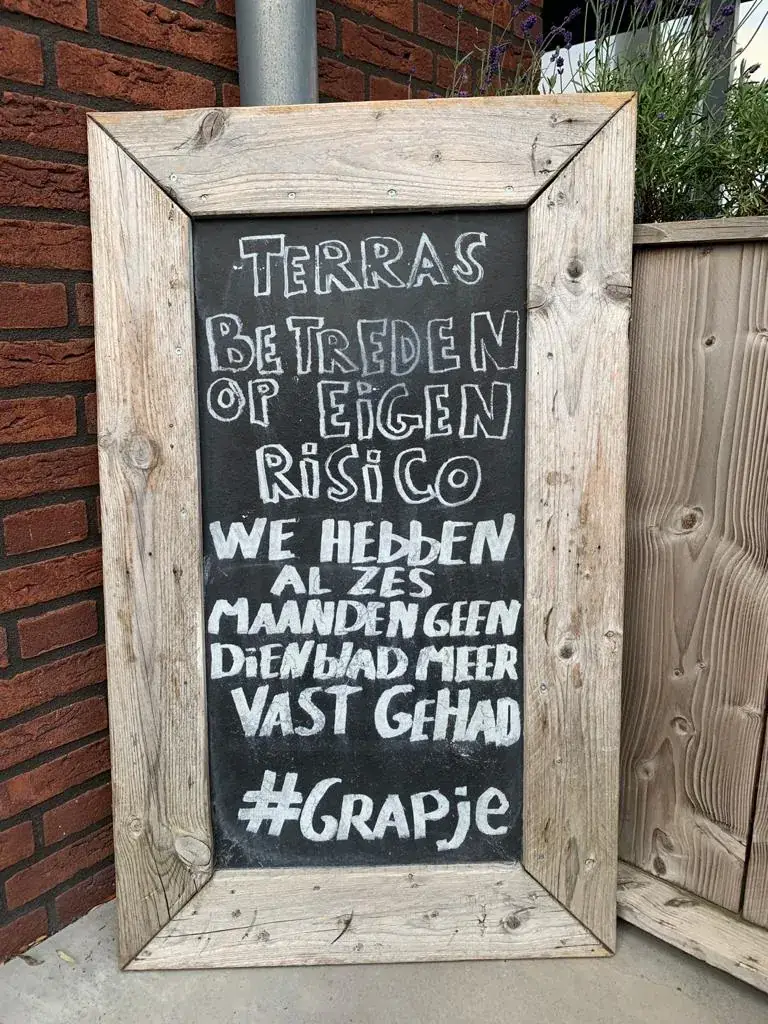 TERRAS
BETREDEN
OP EIGEN
RISICO
WE HEBBEN
AL ZES
MAANDEN GEEN
DIENBLAD MEER
VAST GEHAD
#GRAPJE